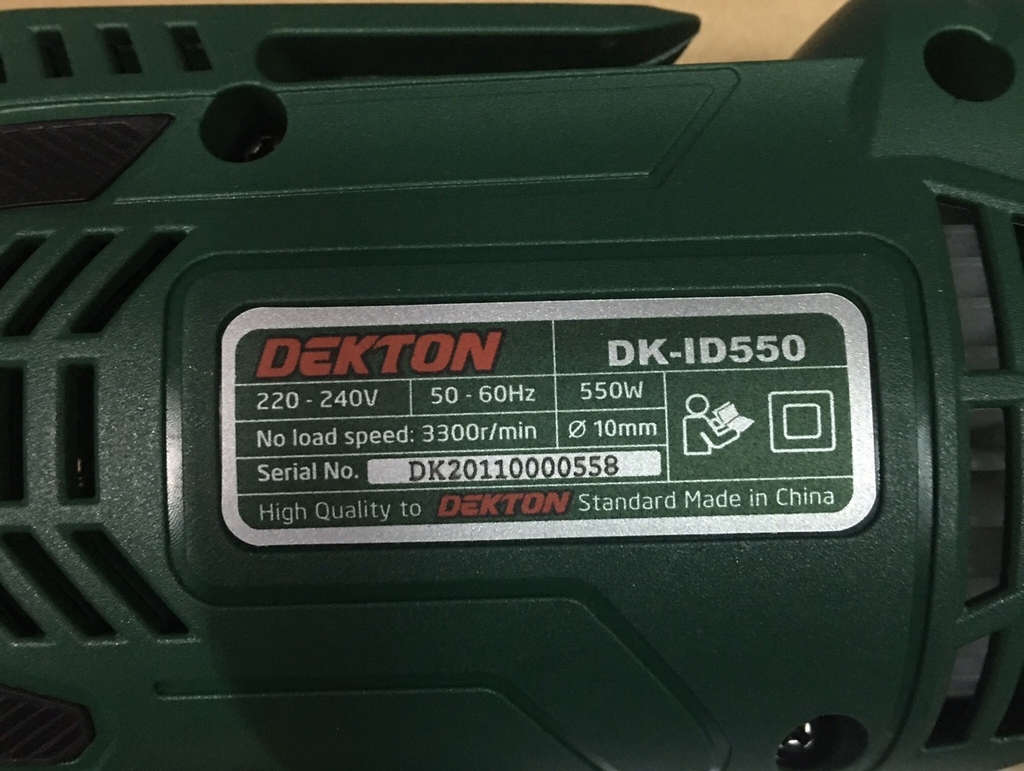 DEKTON DK-ID550
220 - 240V 50 - 60Hz 550W
No load speed: 3300r/min Ø 10mm
Serial No. DK20110000558
High Quality to DEKTON Standard Made in China